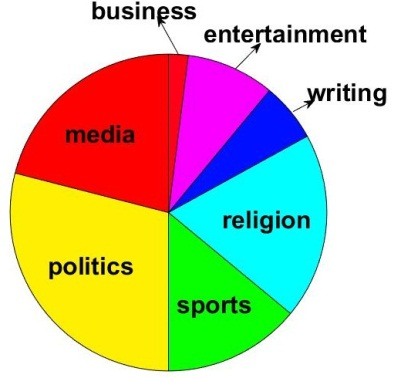 business
entertainment
writing
media
religion
politics
sports